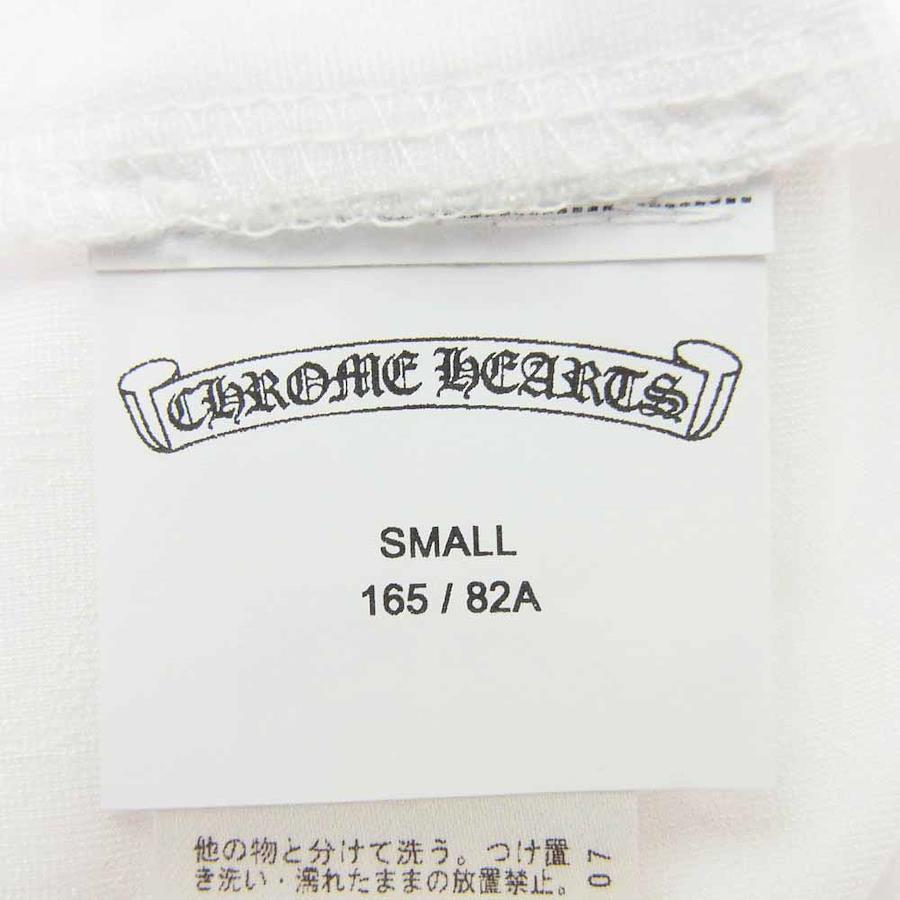 CHROME HEARTS
SMALL
165 / 82A
他の物と分けて洗う。つけ置
き洗い・濡れたままの放置禁止。
07